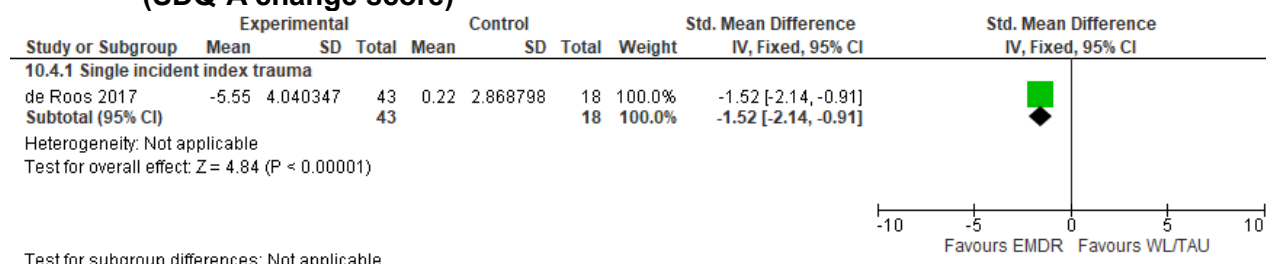 (SDQ-A change score)
Experimental Control Std. Mean Difference Std. Mean Difference
Study or Subgroup Mean SD Total Mean SD Total Weight IV, Fixed, 95% CI IV, Fixed, 95% CI
10.4.1 Single incident index trauma
de Roos 2017 -5.55 4.040347 43 0.22 2.868798 18 100.0% -1.52 [-2.14, -0.91]
Subtotal (95% CI) 43 18 100.0% -1.52 [-2.14, -0.91]
Heterogeneity: Not applicable
Test for overall effect: Z = 4.84 (P < 0.00001)
-10 -5 0 5 10
Favours EMDR Favours WL/TAU
Test for subgroup differences: Not applicable